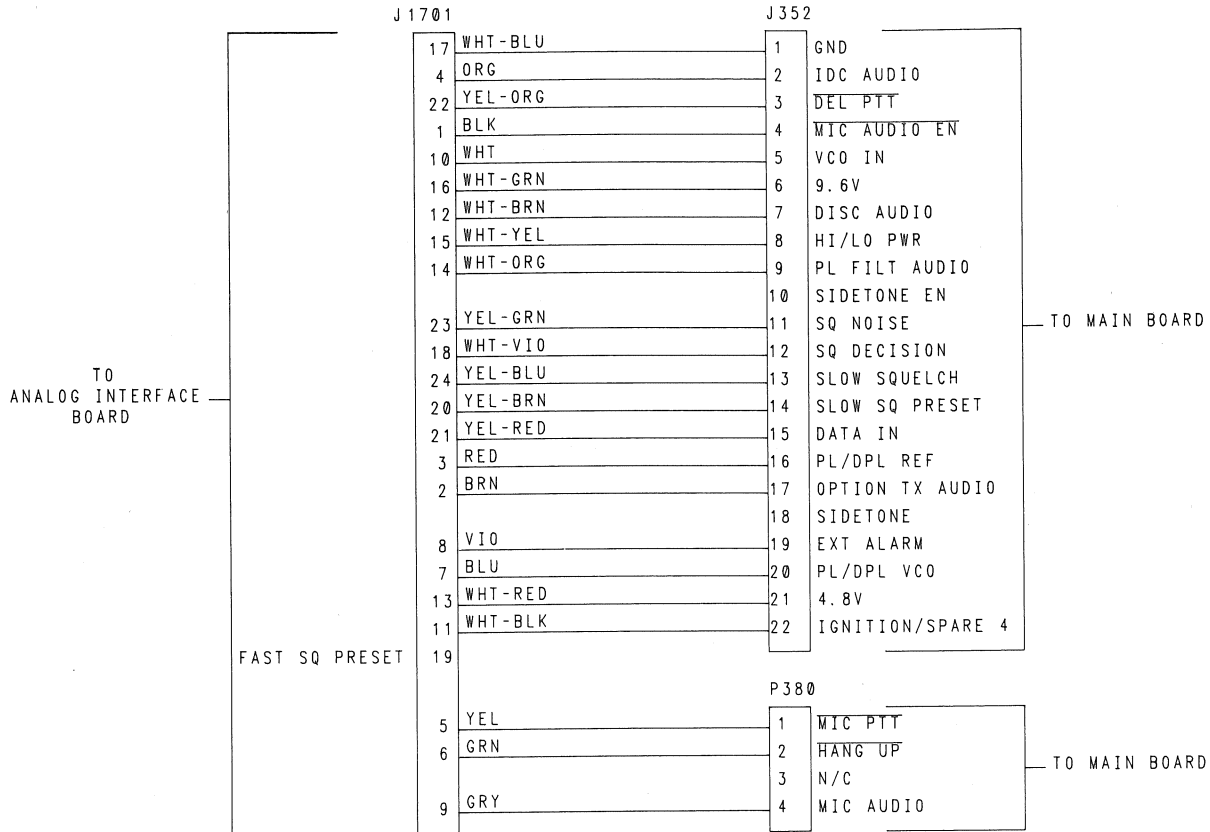 J1701 J352
17 WHT-BLU 1 GND
4 ORG 2 IDC AUDIO
22 YEL-ORG 3 DEL PTT
1 BLK 4 MIC AUDIO EN
10 WHT 5 VCO IN
16 WHT-GRN 6 9.6V
12 WHT-BRN 7 DISC AUDIO
15 WHT-YEL 8 HI/LO PWR
14 WHT-ORG 9 PL FILT AUDIO
10 SIDETONE EN
23 YEL-GRN 11 SQ NOISE
TO MAIN BOARD
18 WHT-VIO 12 SQ DECISION
24 YEL-BLU 13 SLOW SQUELCH
TO
ANALOG INTERFACE
BOARD
20 YEL-BRN 14 SLOW SQ PRESET
21 YEL-RED 15 DATA IN
3 RED 16 PL/DPL REF
2 BRN 17 OPTION TX AUDIO
18 SIDETONE
8 VIO 19 EXT ALARM
7 BLU 20 PL/DPL VCO
13 WHT-RED 21 4.8V
11 WHT-BLK 22 IGNITION/SPARE 4
FAST SQ PRESET 19
P380
5 YEL 1 MIC PTT
6 GRN 2 HANG UP
TO MAIN BOARD
3 N/C
9 GRY 4 MIC AUDIO